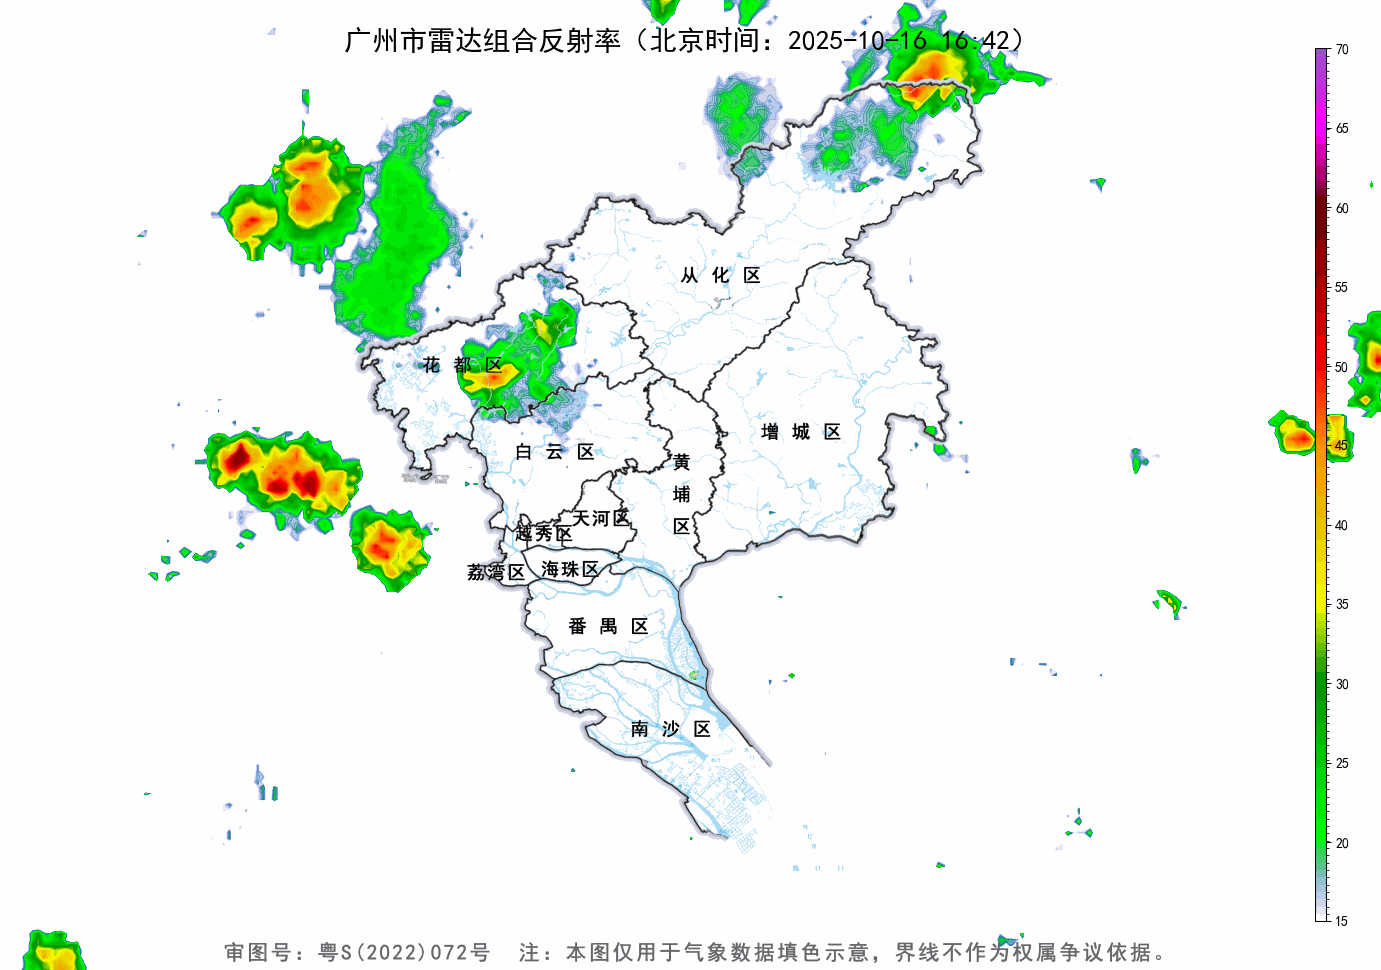 广州市雷达组合反射率（北京时间：2025-10-16 16:42）
70
65
60
55
50
45
40
35
30
25
20
15
从化区
花都区
增城区
白云区
黄埔区
天河区
越秀区
荔湾区
海珠区
番禺区
南沙区
审图号：粤S(2022)072号 注：本图仅用于气象数据填色示意，界线不作为权属争议依据。